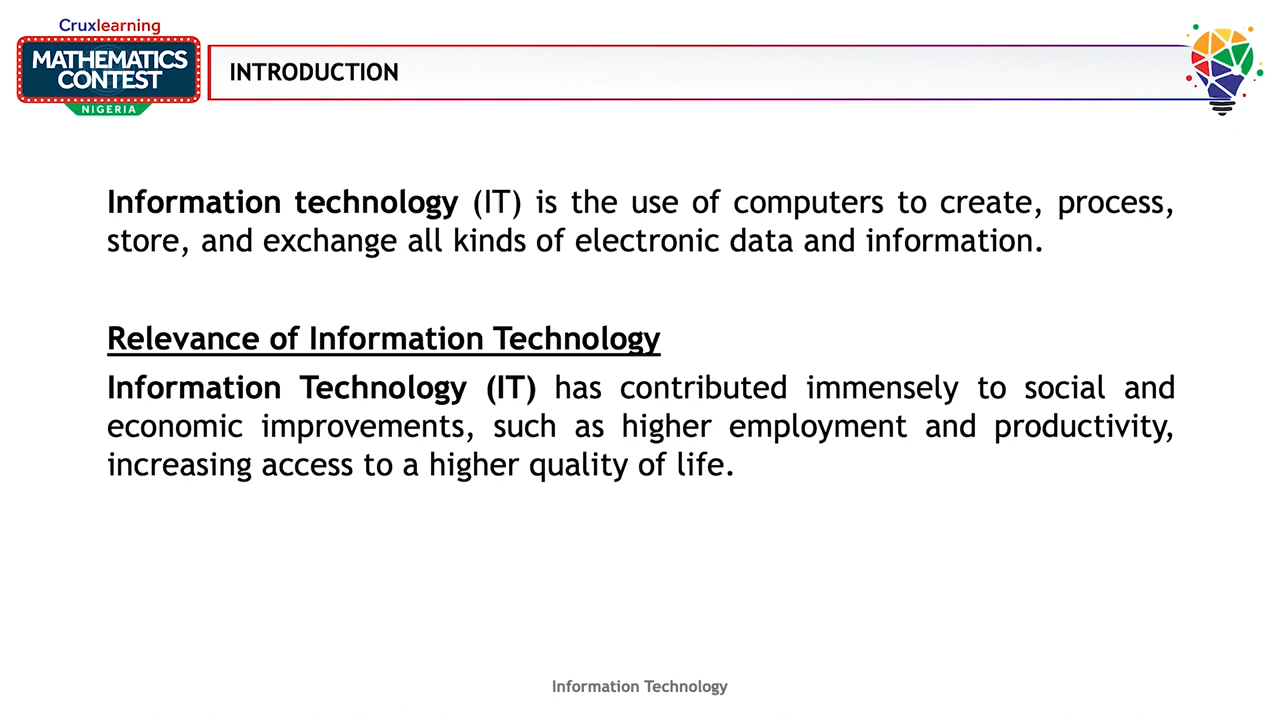 Cruxlearning
MATHEMATICS
CONTEST
NIGERIA
INTRODUCTION
Information technology (IT) is the use of computers to create, process,
store, and exchange all kinds of electronic data and information.
Relevance of Information Technology
Information Technology (IT) has contributed immensely to social and
economic improvements, such as higher employment and productivity,
increasing access to a higher quality of life.
Information Technology